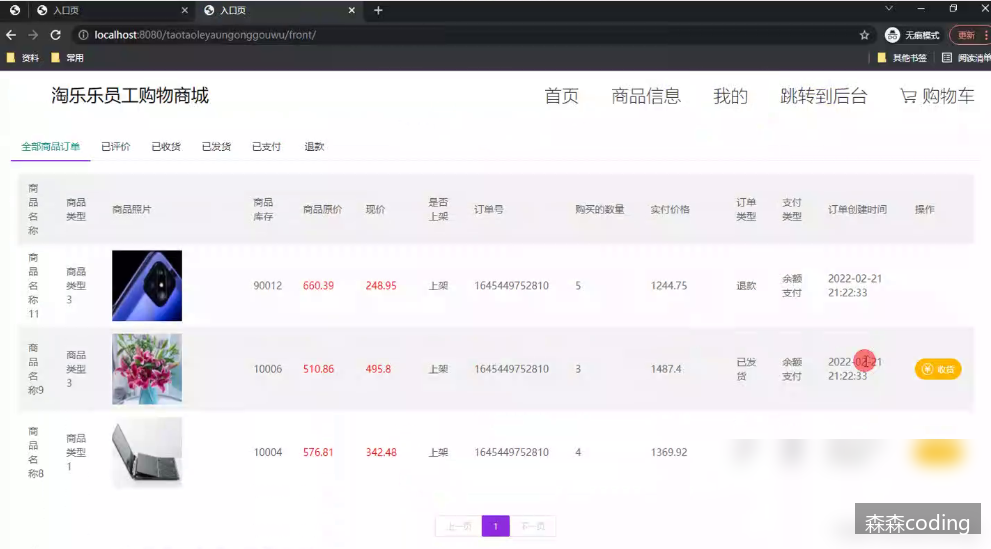 入口页
入口页
localhost:8080/taotaoleyaungonggouwu/front/
无痕模式
更新
资料
常用
其他书签
阅读清单
淘乐乐员工购物商城
首页
商品信息
我的
跳转到后台
购物车
全部商品订单
已评价
已收货
已发货
已支付
退款
商品名称
商品类型
商品照片
商品库存
商品原价
现价
是否上架
订单号
购买的数量
实付价格
订单类型
支付类型
订单创建时间
操作
商品名称11
商品类型3
90012
660.39
248.95
上架
1645449752810
5
1244.75
退款
余额支付
2022-02-21
21:22:33
商品名称9
商品类型3
10006
510.86
495.8
上架
1645449752810
3
1487.4
已发货
余额支付
2022-02-21
21:22:33
收货
商品名称8
商品类型1
10004
576.81
342.48
上架
1645449752810
4
1369.92
上一页
1
下一页
森森coding